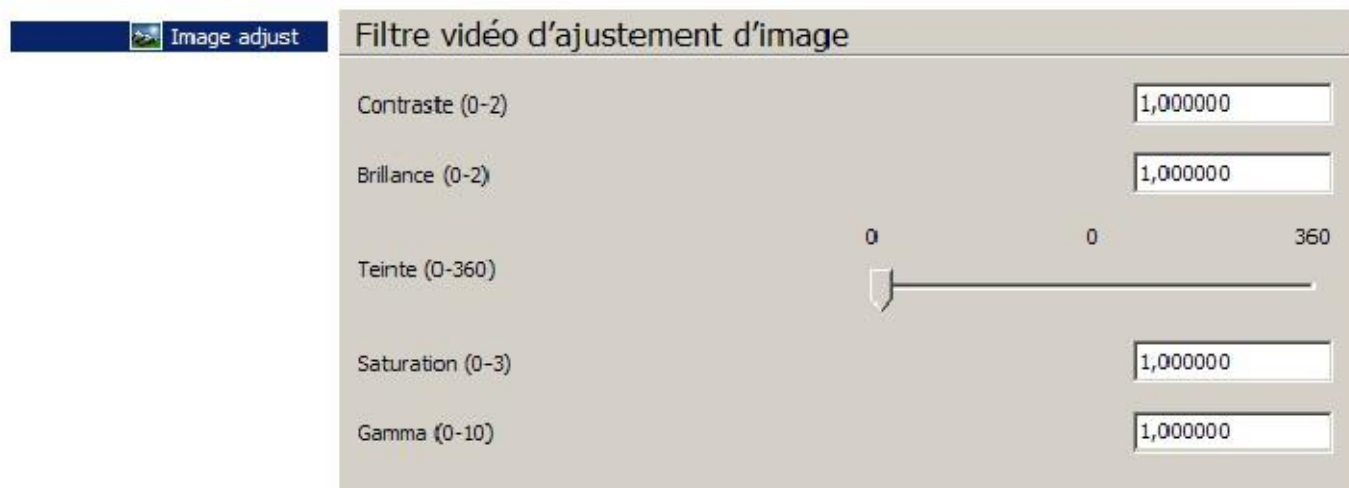 Image adjust
Filtre vidéo d'ajustement d'image
Contraste (0-2)
1,000000
Brillance (0-2)
1,000000
0 0 360
Teinte (0-360)
Saturation (0-3)
1,000000
Gamma (0-10)
1,000000